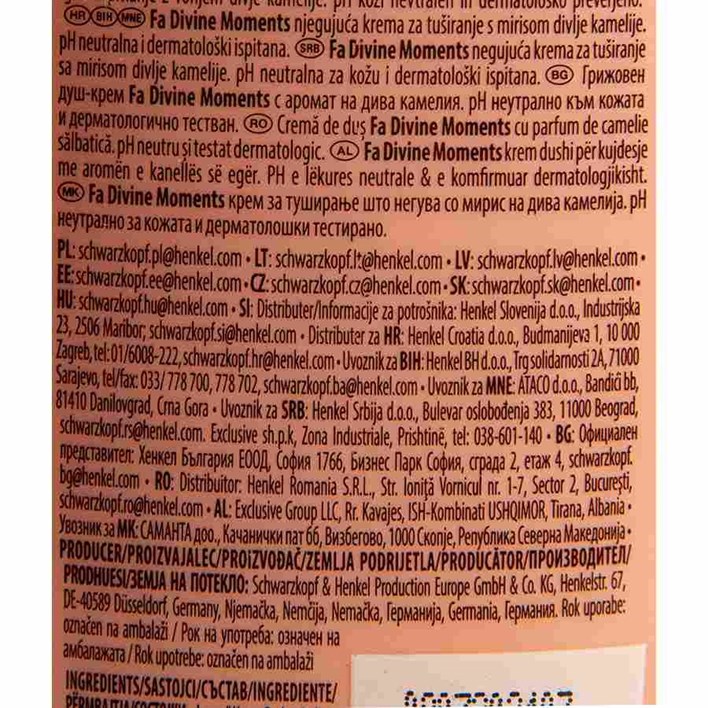 z vonjem divje kamelije. pH koži nevtralen in dermatološko preverjeno.
HR BIH MNE Fa Divine Moments njegujuća krema za tuširanje s mirisom divlje kamelije.
pH neutralna i dermatološki ispitana. SRB Fa Divine Moments negujuća krema za tuširanje
sa mirisom divlje kamelije. pH neutralna za kožu i dermatološki ispitana. BG Грижовен
душ-крем Fa Divine Moments с аромат на дива камелия. pH неутрално към кожата
и дерматологично тестван. RO Cremă de duș Fa Divine Moments cu parfum de camelie
sălbatică. pH neutru și testat dermatologic. AL Fa Divine Moments krem dushi për kujdesje
me aromën e kanellës së egër. PH e lëkures neutrale & e komfirmuar dermatologjikisht.
MK Fa Divine Moments крем за туширање што негува со мирис на дива камелија. pH
неутрално за кожата и дерматолошки тестирано.
PL: schwarzkopf.pl@henkel.com • LT: schwarzkopf.lt@henkel.com • LV: schwarzkopf.lv@henkel.com •
EE: schwarzkopf.ee@henkel.com • CZ: schwarzkopf.cz@henkel.com • SK: schwarzkopf.sk@henkel.com •
HU: schwarzkopf.hu@henkel.com • SI: Distributer/Informacije za potrošnika: Henkel Slovenija d.o.o., Industrijska
23, 2506 Maribor, schwarzkopf.si@henkel.com • Distributer za HR: Henkel Croatia d.o.o., Budmanijeva 1, 10 000
Zagreb, tel: 01/6008-222, schwarzkopf.hr@henkel.com • Uvoznik za BIH: Henkel BH d.o.o., Trg solidarnosti 2A, 71000
Sarajevo, tel/fax: 033/ 778 700, 778 702, schwarzkopf.ba@henkel.com • Uvoznik za MNE: ATACO d.o.o., Bandići bb,
81410 Danilovgrad, Crna Gora • Uvoznik za SRB: Henkel Srbija d.o.o., Bulevar oslobođenja 383, 11000 Beograd,
schwarzkopf.rs@henkel.com. Exclusive sh.p.k, Zona Industriale, Prishtinë, tel: 038-601-140 • BG: Официален
представител: Хенкел България ЕООД, София 1766, Бизнес Парк София, сграда 2, етаж 4, schwarzkopf.
bg@henkel.com • RO: Distribuitor: Henkel Romania S.R.L., Str. Ioniță Vornicul nr. 1-7, Sector 2, București,
schwarzkopf.ro@henkel.com • AL: Exclusive Group LLC, Rr. Kavajes, ISH-Kombinati USHQIMOR, Tirana, Albania •
Увозник за MK: САМАНТА доо., Качанички пат бб, Визбегово, 1000 Скопје, Република Северна Македонија •
PRODUCER/PROIZVAJALEC/PROIZVOĐAČ/ZEMLJA PODRIJETLA/PRODUCĂTOR/ПРОИЗВОДИТЕЛ/
PRODHUESI/ЗЕМЈА НА ПОТЕКЛО: Schwarzkopf & Henkel Production Europe GmbH & Co. KG, Henkelstr. 67,
DE-40589 Düsseldorf, Germany, Njemačka, Nemčija, Nemačka, Германија, Germania, Германия. Rok uporabe:
označen na ambalaži / Рок на употреба: означен на
амбалажата / Rok upotrebe: označen na ambalaži
INGREDIENTS/SASTOJCI/СЪСТАВ/INGREDIENTE/